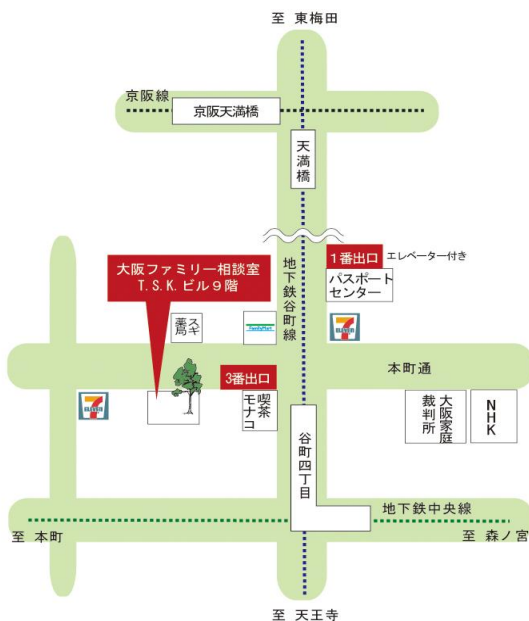 至 東梅田
京阪線
京阪天満橋
天満橋
1番出口
エレベーター付き
大阪ファミリー相談室
T.S.K.ビル9階
地下鉄谷町線
パスポート
センター
スギ
薬局
FamilyMart
7
ELEVEn
本町通
3番出口
7
ELEVEn
喫茶
モナコ
大阪家庭
裁判所
NHK
谷町四丁目
地下鉄中央線
至 本町
至 森ノ宮
至 天王寺